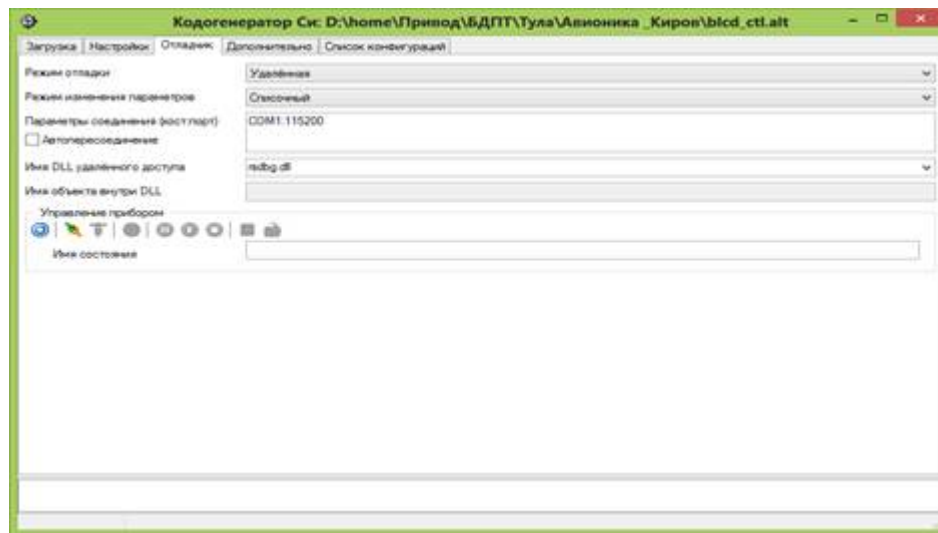 Кодогенератор Си: D:\home\Привод\БДПТ\Тула\Авионика _Киров\blcd_ctl.alt
Загрузка Настройки Отладчик Дополнительно Список конфигураций
Режим отладки Удалённая
Режим изменения параметров Списочный
Параметры соединения (хост:порт) COM1:115200
Автопересоединение
Имя DLL удалённого доступа rsdbg.dll
Имя объекта внутри DLL
Управление прибором
Имя состояния